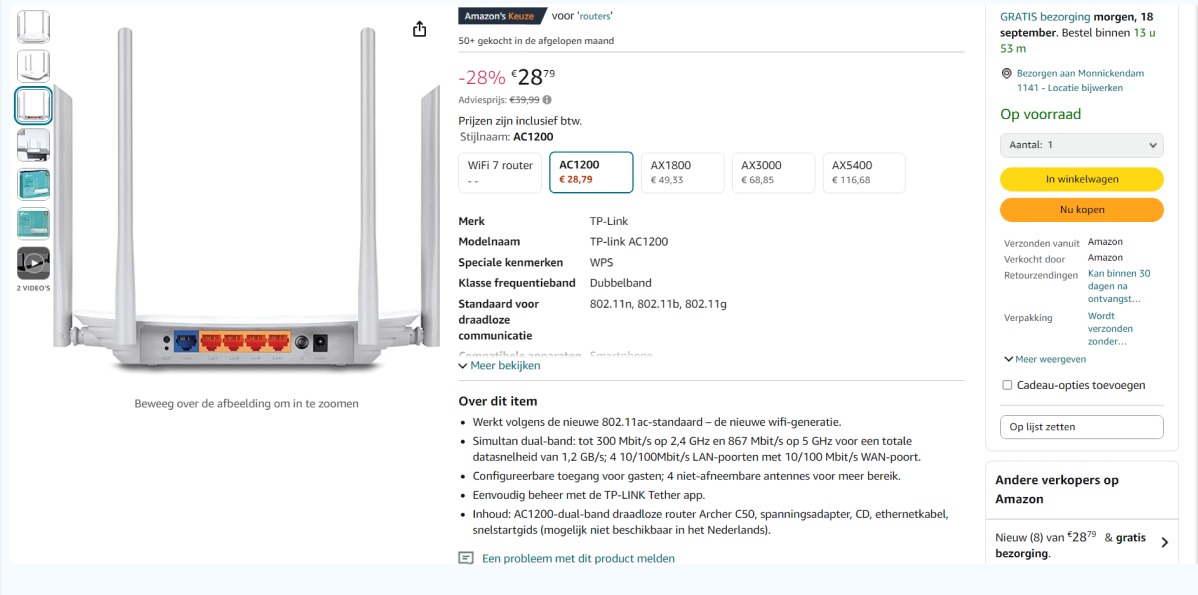 Amazon's Keuze voor 'routers'
50+ gekocht in de afgelopen maand
-28% €28⁷⁹
Adviesprijs: €39,99
Prijzen zijn inclusief btw.
Stijlnaam: AC1200
WiFi 7 router
- -
AC1200
€ 28,79
AX1800
€ 49,33
AX3000
€ 68,85
AX5400
€ 116,68
Merk TP-Link
Modelnaam TP-link AC1200
Speciale kenmerken WPS
Klasse frequentieband Dubbelband
Standaard voor 802.11n, 802.11b, 802.11g
draadloze
communicatie
Compatibele apparaten Smartphone
Meer bekijken
Over dit item
Werkt volgens de nieuwe 802.11ac-standaard – de nieuwe wifi-generatie.
Simultan dual-band: tot 300 Mbit/s op 2,4 GHz en 867 Mbit/s op 5 GHz voor een totale
datasnelheid van 1,2 GB/s; 4 10/100Mbit/s LAN-poorten met 10/100 Mbit/s WAN-poort.
Configureerbare toegang voor gasten; 4 niet-afneembare antennes voor meer bereik.
Eenvoudig beheer met de TP-LINK Tether app.
Inhoud: AC1200-dual-band draadloze router Archer C50, spanningsadapter, CD, ethernetkabel,
snelstartgids (mogelijk niet beschikbaar in het Nederlands).
Een probleem met dit product melden
2 VIDEO'S
Beweeg over de afbeelding om in te zoomen
GRATIS bezorging morgen, 18
september. Bestel binnen 13 u
53 m
Bezorgen aan Monnickendam
1141 - Locatie bijwerken
Op voorraad
Aantal: 1
In winkelwagen
Nu kopen
Verzonden vanuit Amazon
Verkocht door Amazon
Retourzendingen Kan binnen 30
dagen na
ontvangst...
Verpakking Wordt
verzonden
zonder...
Meer weergeven
Cadeau-opties toevoegen
Op lijst zetten
Andere verkopers op
Amazon
Nieuw (8) van €28⁷⁹ & gratis
bezorging.